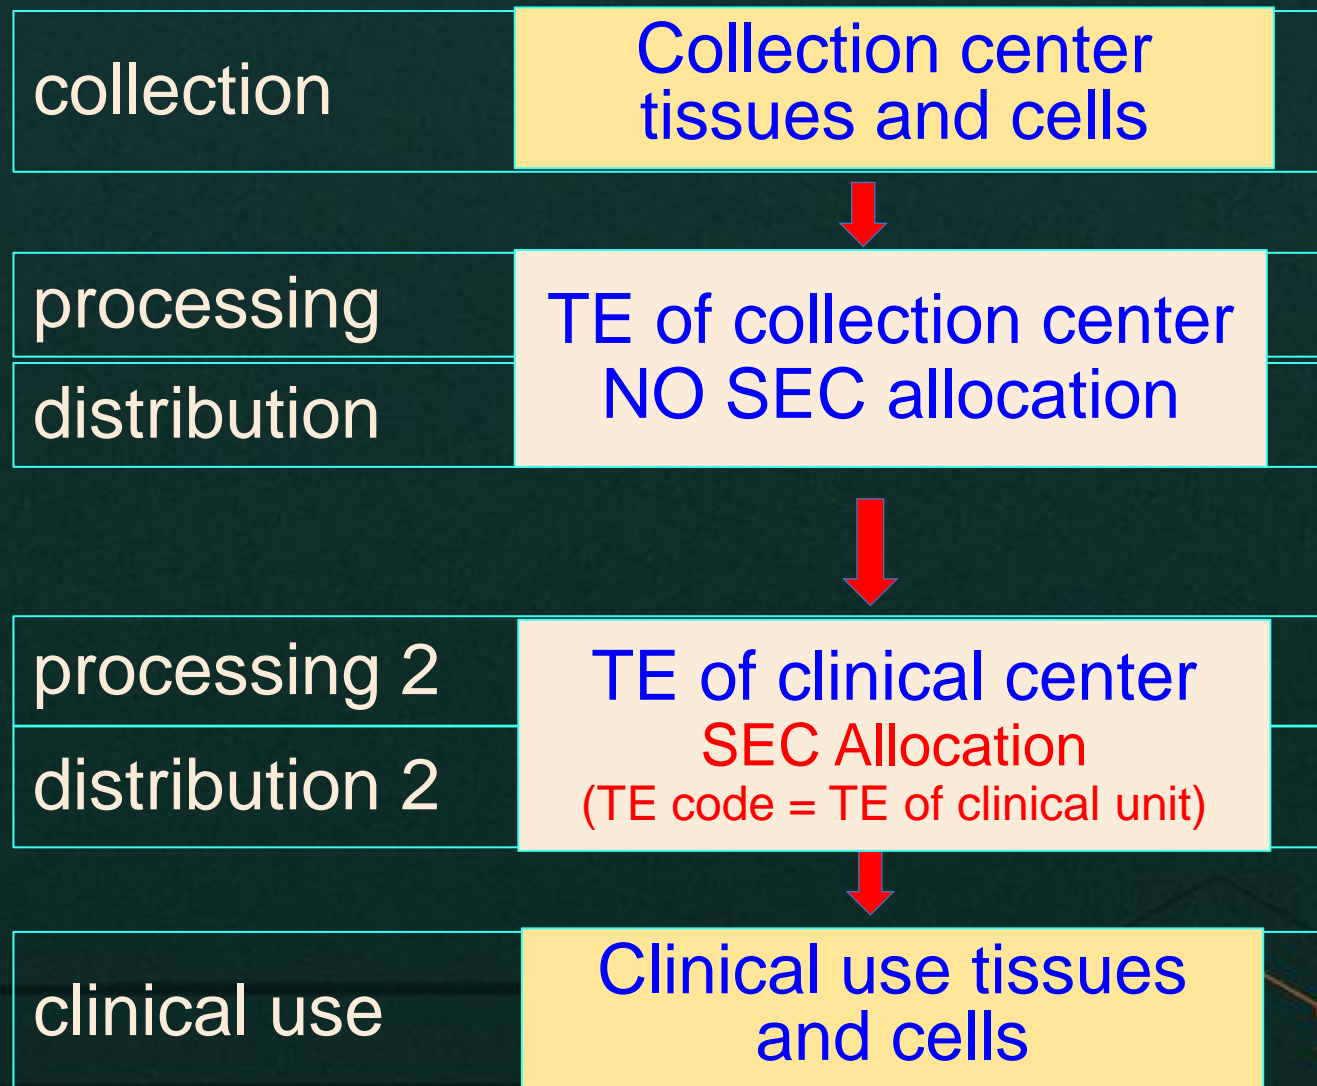 collection
Collection center
tissues and cells
processing
distribution
TE of collection center
NO SEC allocation
processing 2
distribution 2
TE of clinical center
SEC Allocation
(TE code = TE of clinical unit)
clinical use
Clinical use tissues
and cells